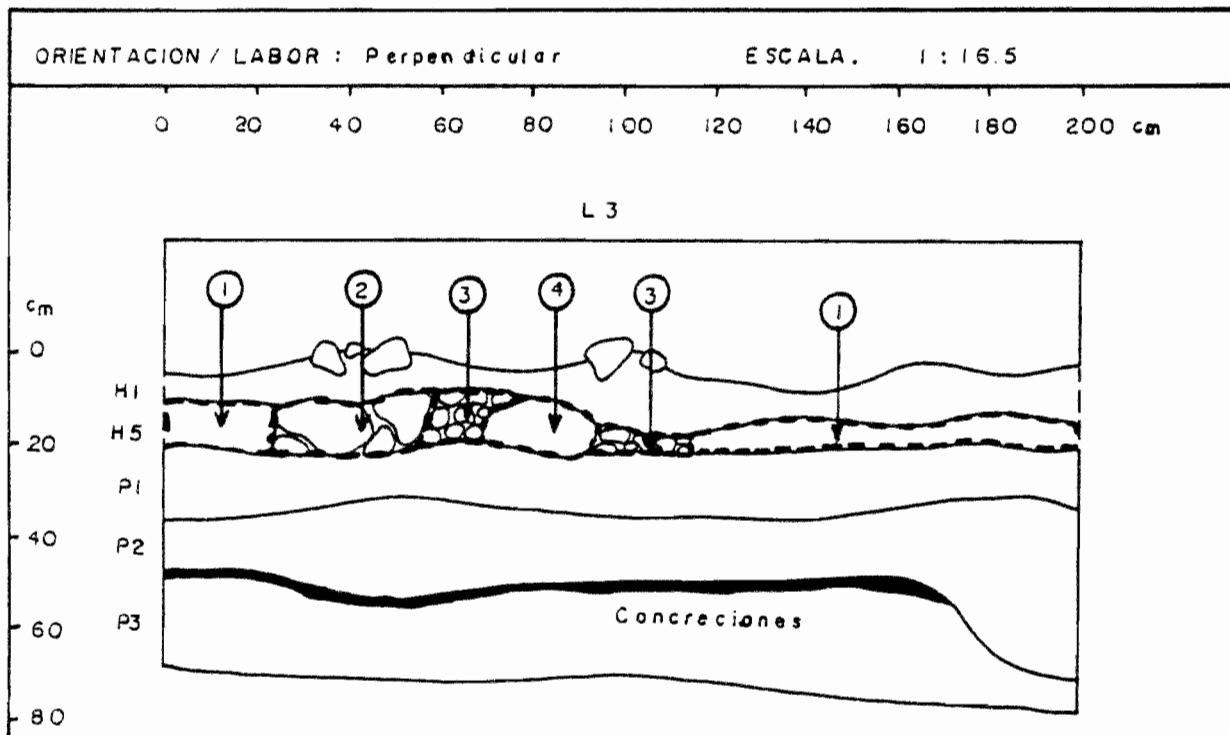 ORIENTACION / LABOR : Perpendicular ESCALA. 1 : 16.5
0 20 40 60 80 100 120 140 160 180 200 cm
L 3
1 2 3 4 3 1
cm
0
H1
20
H5
P1
40
P2
Concreciones
60
P3
80